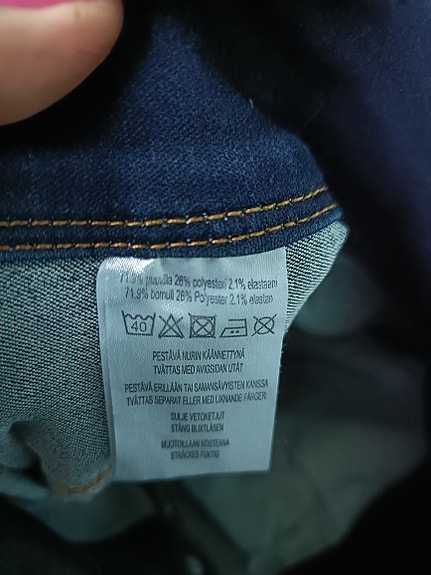 71.9% puuvilla 26% polyesteri 2.1% elastaani
71.9% bomull 26% Polyester 2.1% elastan
40
PESTÄVÄ NURIN KÄÄNNETTYNÄ
TVÄTTAS MED AVIGSIDAN UTÅT
PESTÄVÄ ERILLÄÄN TAI SAMANSÄVYISTEN KANSSA
TVÄTTAS SEPARAT ELLER MED LIKNANDE FÄRGER
SULJE VETOKETJUT
STÄNG BLIXTLÅSEN
MUOTOILLAAN KOSTEANA
STRÄCKES FUKTIG